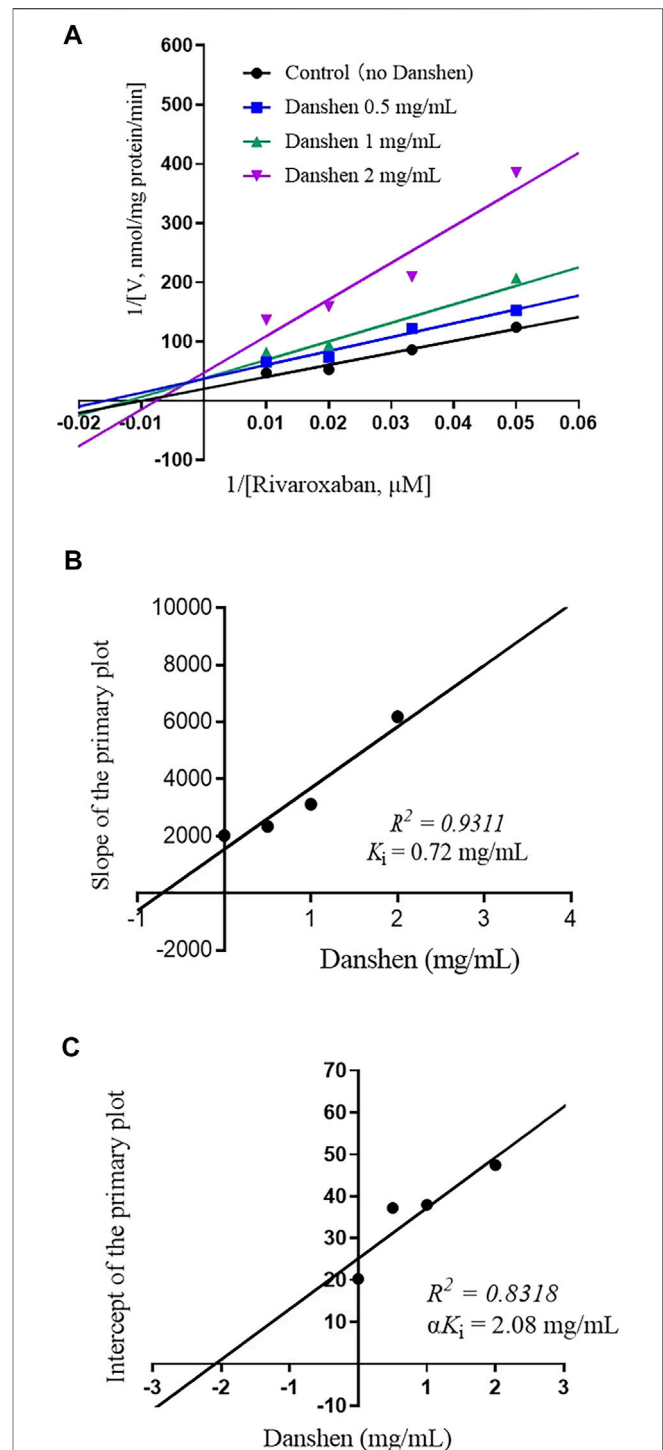 A
600
500
400
300
200
100
-100
-0.02 -0.01 0.01 0.02 0.03 0.04 0.05 0.06
1/[V, nmol/mg protein/min]
1/[Rivaroxaban, μM]
Control (no Danshen)
Danshen 0.5 mg/mL
Danshen 1 mg/mL
Danshen 2 mg/mL
B
10000
8000
6000
4000
2000
-2000
-1 1 2 3 4
Slope of the primary plot
R² = 0.9311
Ki = 0.72 mg/mL
Danshen (mg/mL)
C
70
60
50
40
30
20
10
-10
-3 -2 -1 1 2 3
Intercept of the primary plot
R² = 0.8318
αKi = 2.08 mg/mL
Danshen (mg/mL)